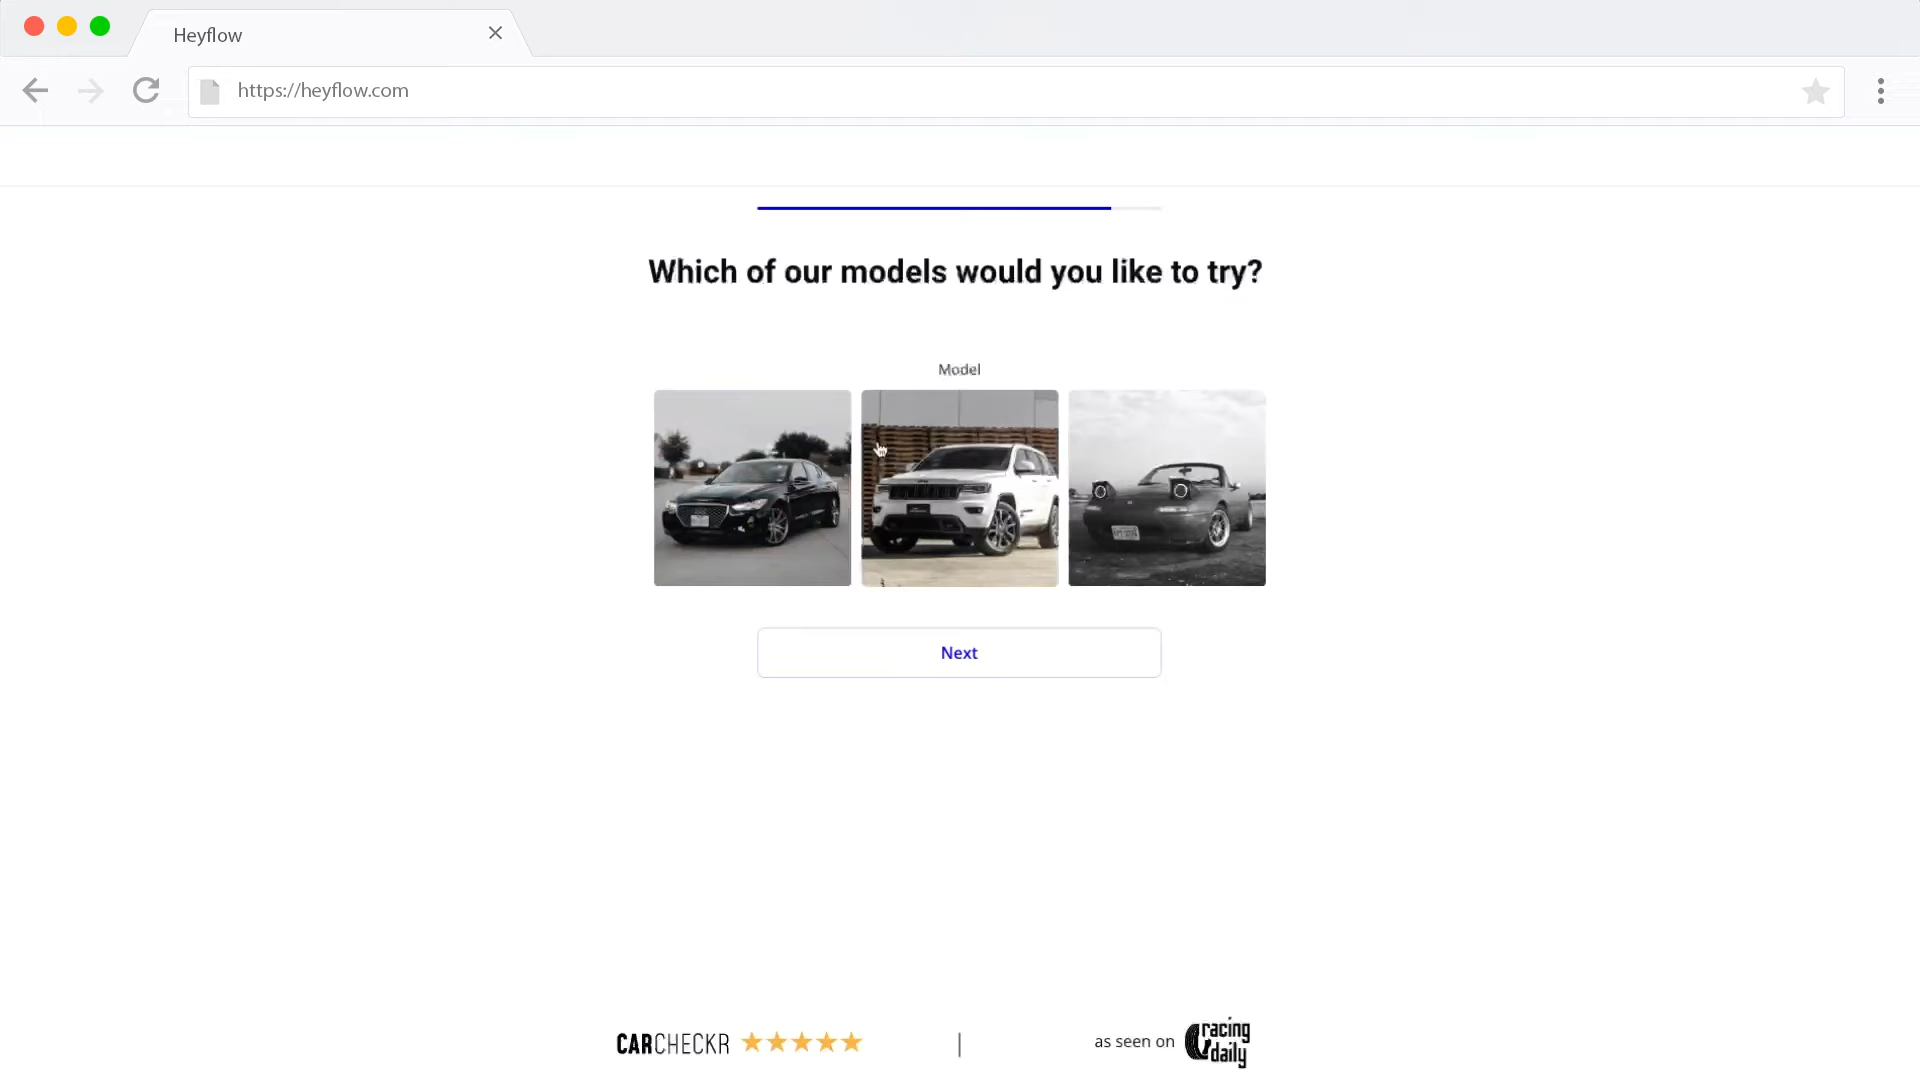 Heyflow
https://heyflow.com
Which of our models would you like to try?
Model
Next
CARCHECKR
as seen on
racing
daily